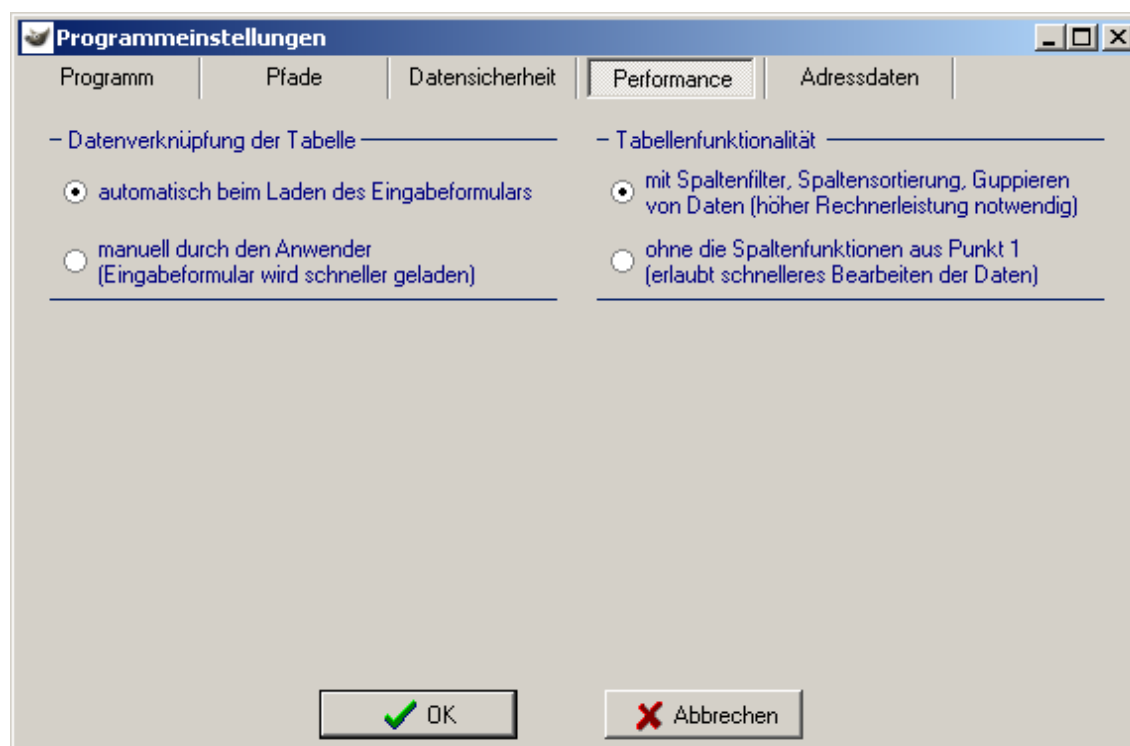 Programmeinstellungen
Programm
Pfade
Datensicherheit
Performance
Adressdaten
Datenverknüpfung der Tabelle
automatisch beim Laden des Eingabeformulars
manuell durch den Anwender
(Eingabeformular wird schneller geladen)
Tabellenfunktionalität
mit Spaltenfilter, Spaltensortierung, Guppieren
von Daten (höher Rechnerleistung notwendig)
ohne die Spaltenfunktionen aus Punkt 1
(erlaubt schnelleres Bearbeiten der Daten)
OK
Abbrechen